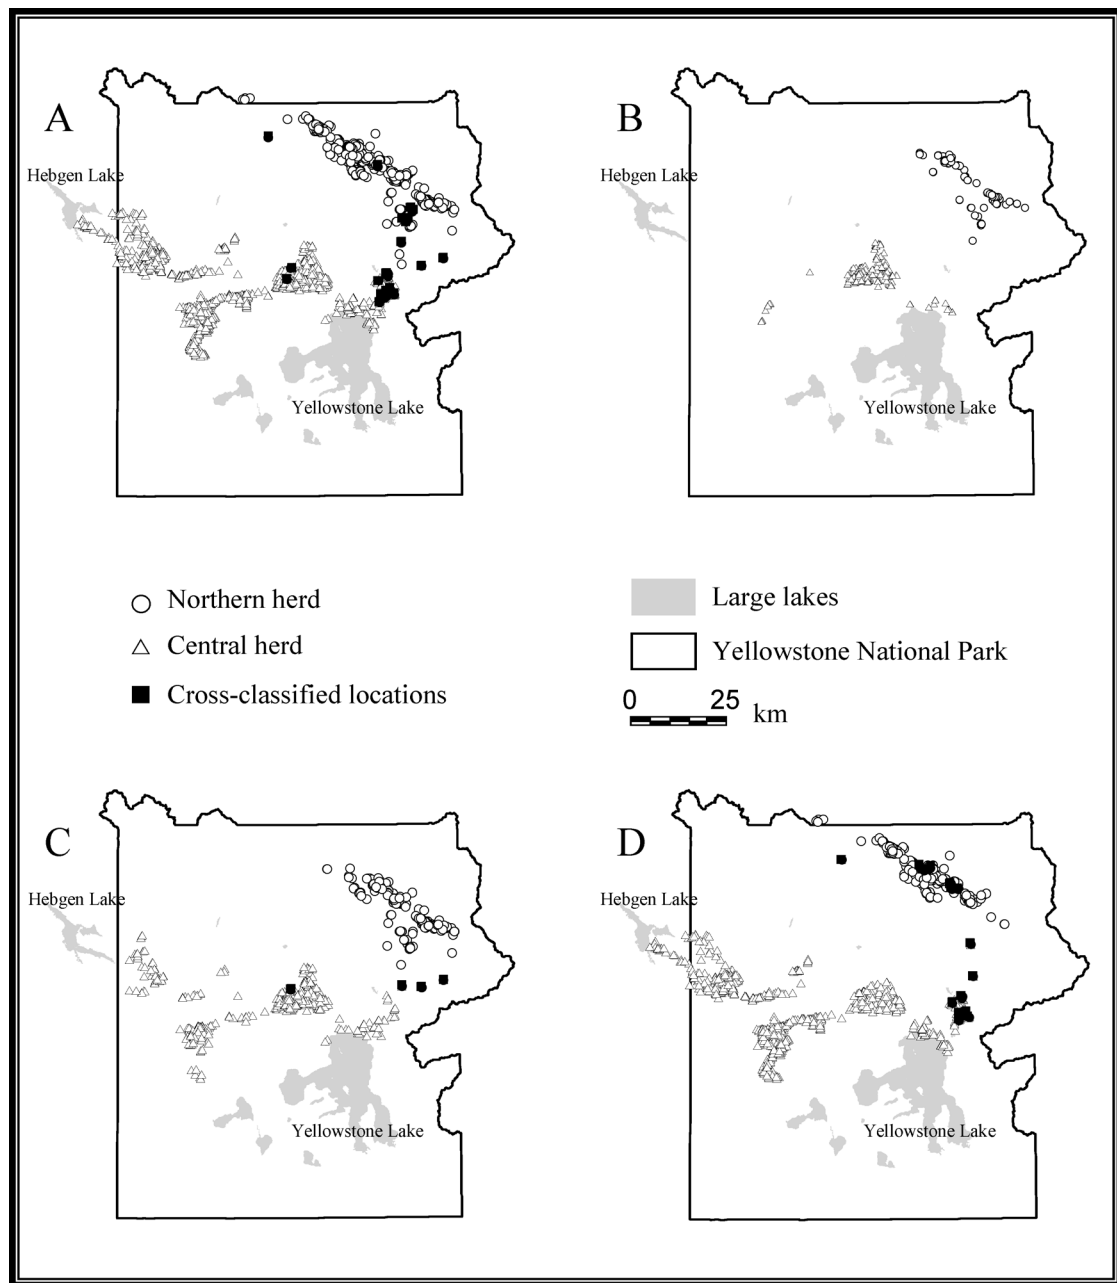 A
B
Hebgen Lake
Hebgen Lake
Yellowstone Lake
Yellowstone Lake
Northern herd
Central herd
Cross-classified locations
Large lakes
Yellowstone National Park
0 25
km
C
D
Hebgen Lake
Hebgen Lake
Yellowstone Lake
Yellowstone Lake